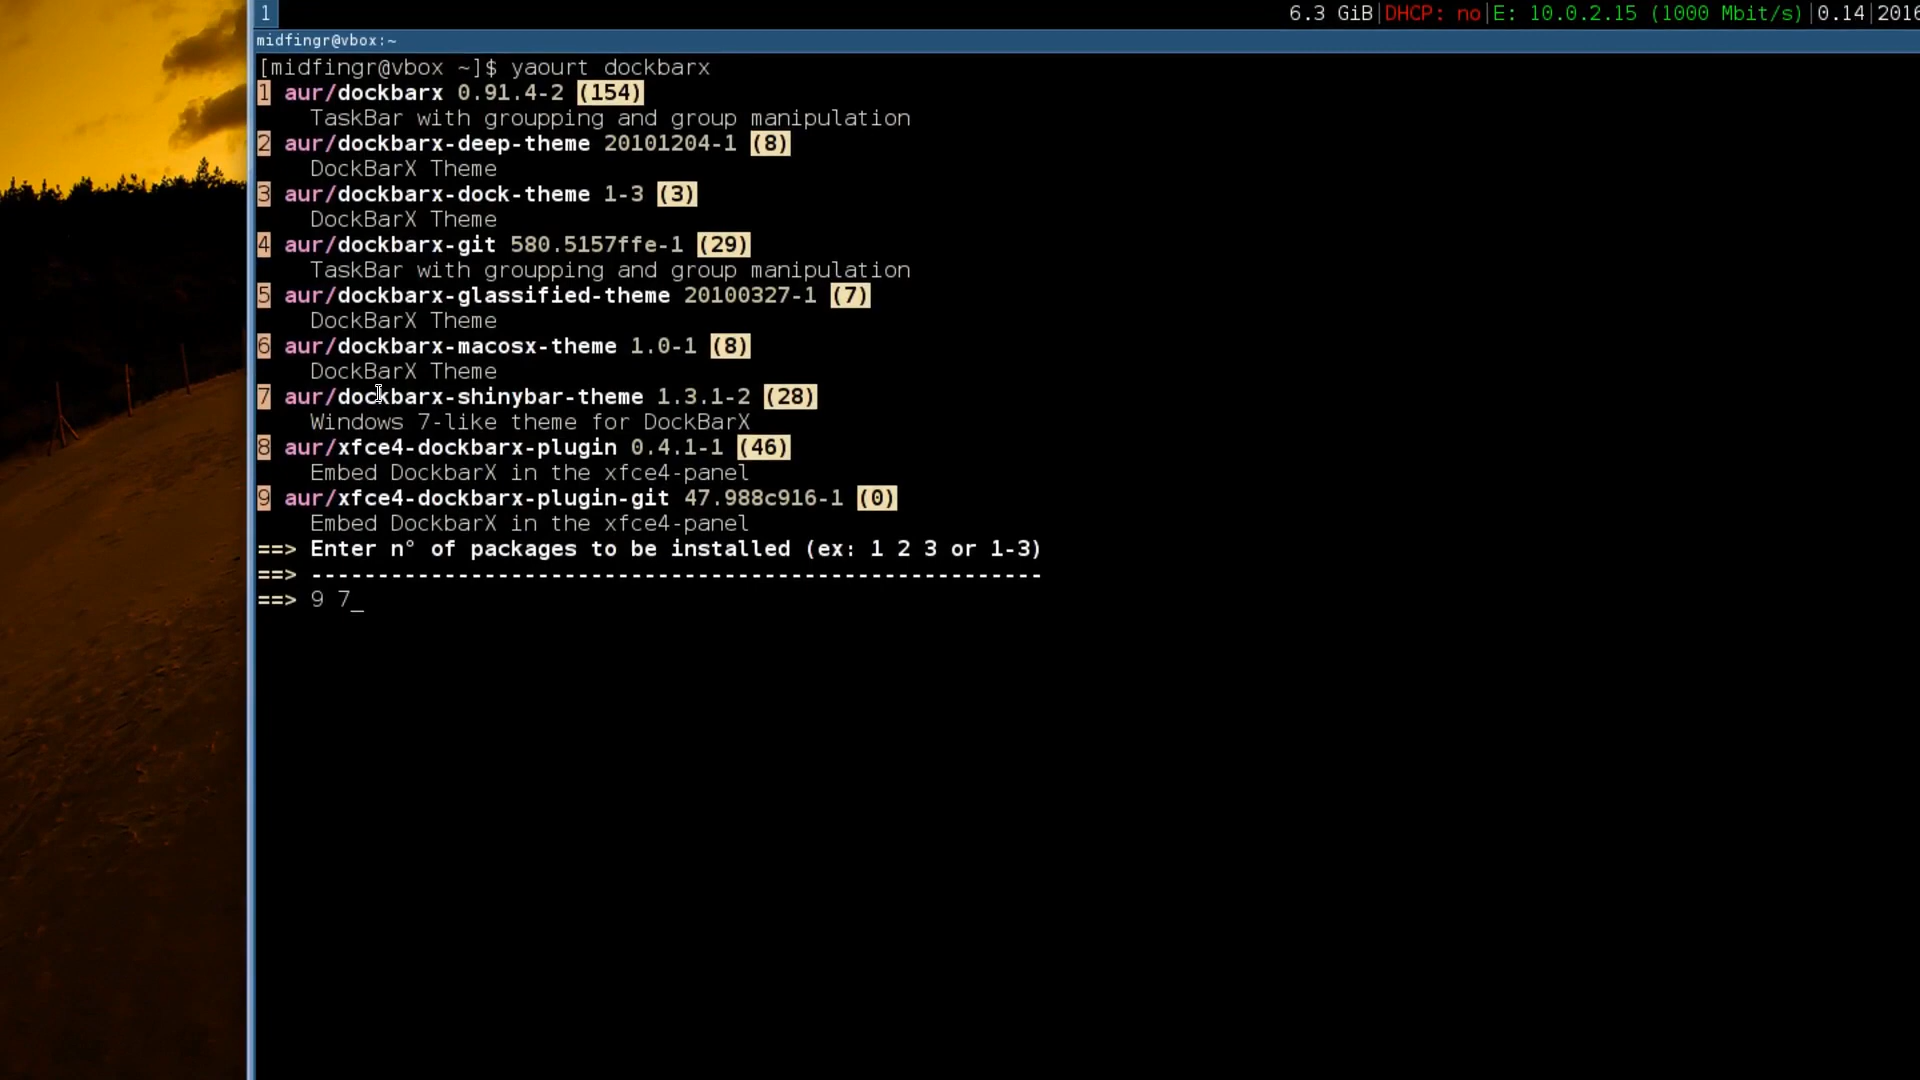 1
6.3 GiB|DHCP: no|E: 10.0.2.15 (1000 Mbit/s)|0.14|2016
midfingr@vbox:~
[midfingr@vbox ~]$ yaourt dockbarx
1 aur/dockbarx 0.91.4-2 (154)
TaskBar with groupping and group manipulation
2 aur/dockbarx-deep-theme 20101204-1 (8)
DockBarX Theme
3 aur/dockbarx-dock-theme 1-3 (3)
DockBarX Theme
4 aur/dockbarx-git 580.5157ffe-1 (29)
TaskBar with groupping and group manipulation
5 aur/dockbarx-glassified-theme 20100327-1 (7)
DockBarX Theme
6 aur/dockbarx-macosx-theme 1.0-1 (8)
DockBarX Theme
7 aur/dockbarx-shinybar-theme 1.3.1-2 (28)
Windows 7-like theme for DockBarX
8 aur/xfce4-dockbarx-plugin 0.4.1-1 (46)
Embed DockbarX in the xfce4-panel
9 aur/xfce4-dockbarx-plugin-git 47.988c916-1 (0)
Embed DockbarX in the xfce4-panel
==> Enter n° of packages to be installed (ex: 1 2 3 or 1-3)
==> -------------------------------------------------------
==> 9 7_